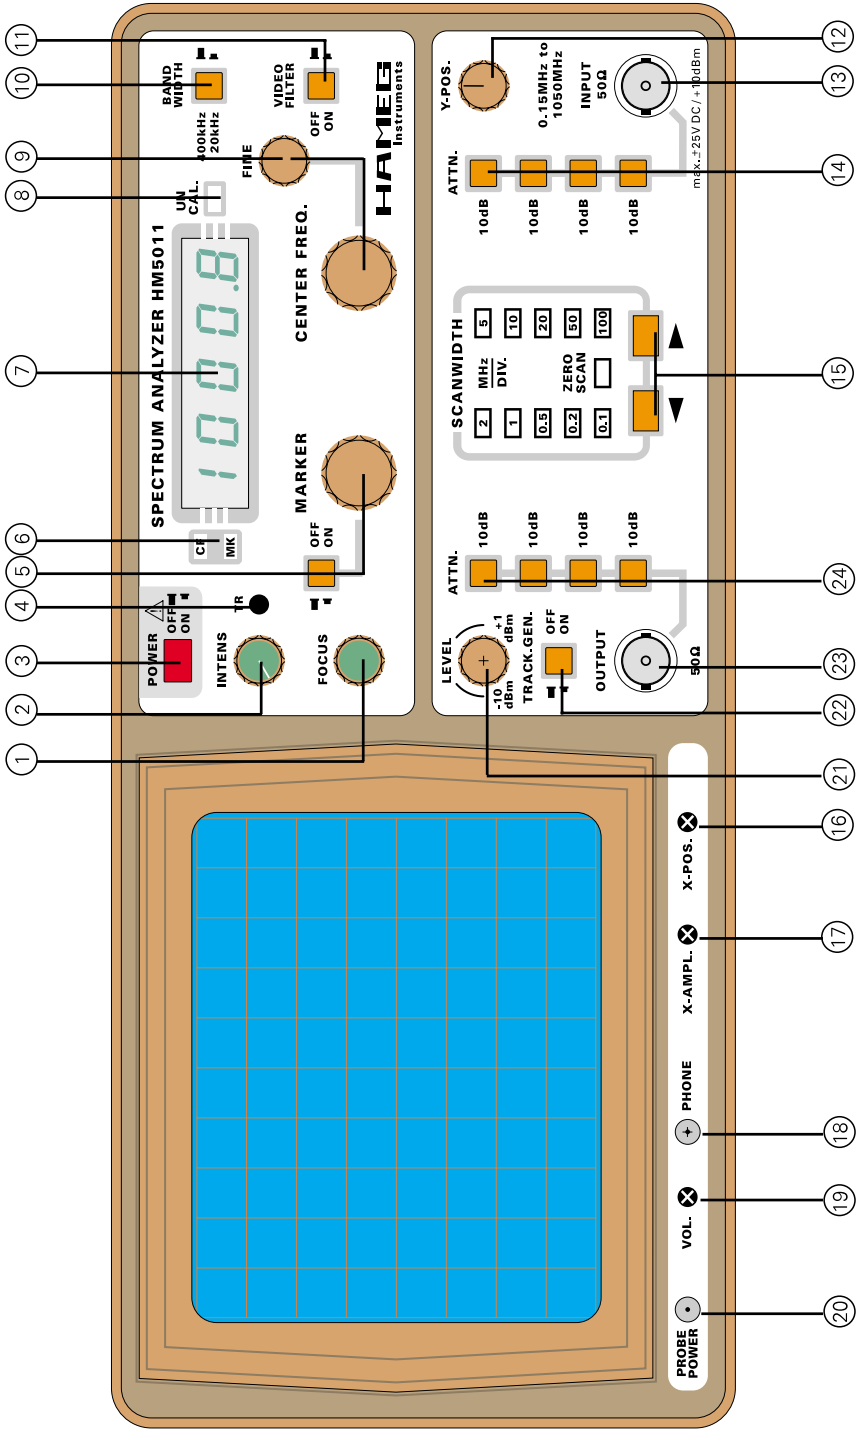 1
2
3
4
5
6
7
8
9
10
11
POWER
OFF
ON
INTENS
TR
FOCUS
CF
MK
SPECTRUM ANALYZER HM5011
1000.8
UN
CAL.
MARKER
OFF
ON
CENTER FREQ.
FINE
BAND
WIDTH
400kHz
20kHz
VIDEO
FILTER
OFF
ON
HAMEG
Instruments
LEVEL
-10
dBm
+1
dBm
TRACK.GEN.
OFF
ON
OUTPUT
50Ω
ATTN.
10dB
10dB
10dB
10dB
SCANWIDTH
2
1
0.5
0.2
0.1
MHz
DIV.
ZERO
SCAN
5
10
20
50
100
ATTN.
10dB
10dB
10dB
10dB
Y-POS.
0.15MHz to
1050MHz
INPUT
50Ω
max.±25V DC / +10dBm
PROBE
POWER
VOL.
PHONE
X-AMPL.
X-POS.
20
19
18
17
16
21
22
23
24
15
14
13
12